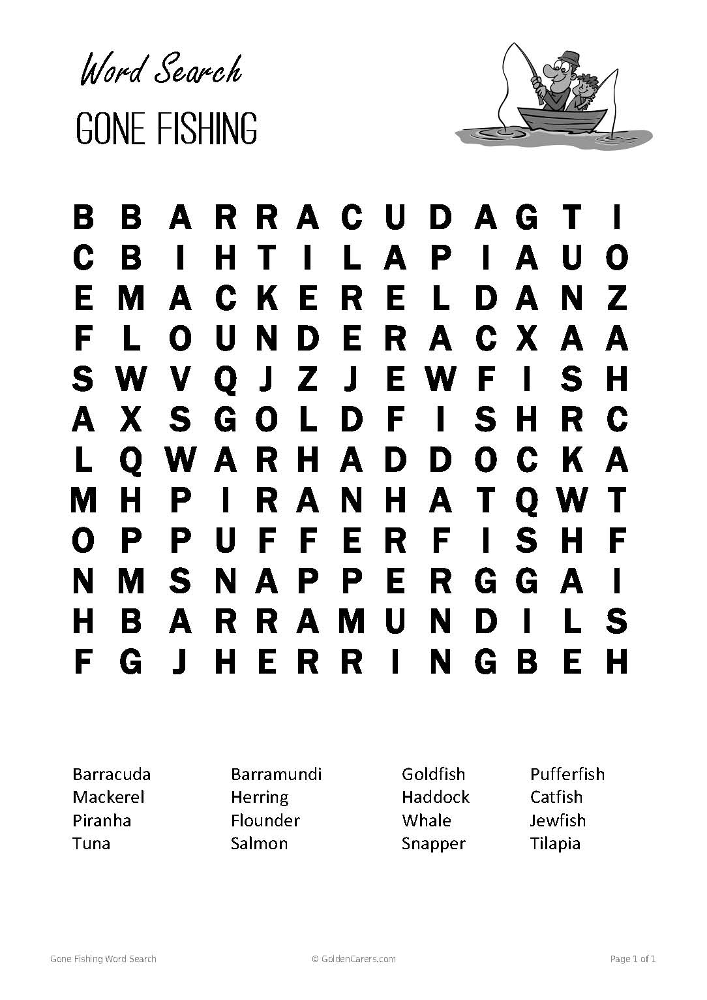 Word Search
GONE FISHING
B B A R R A C U D A G T I
C B I H T I L A P I A U O
E M A C K E R E L D A N Z
F L O U N D E R A C X A A
S W V Q J Z J E W F I S H
A X S G O L D F I S H R C
L Q W A R H A D D O C K A
M H P I R A N H A T Q W T
O P P U F F E R F I S H F
N M S N A P P E R G G A I
H B A R R A M U N D I L S
F G J H E R R I N G B E H
Barracuda Barramundi Goldfish Pufferfish
Mackerel Herring Haddock Catfish
Piranha Flounder Whale Jewfish
Tuna Salmon Snapper Tilapia
Gone Fishing Word Search © GoldenCarers.com Page 1 of 1